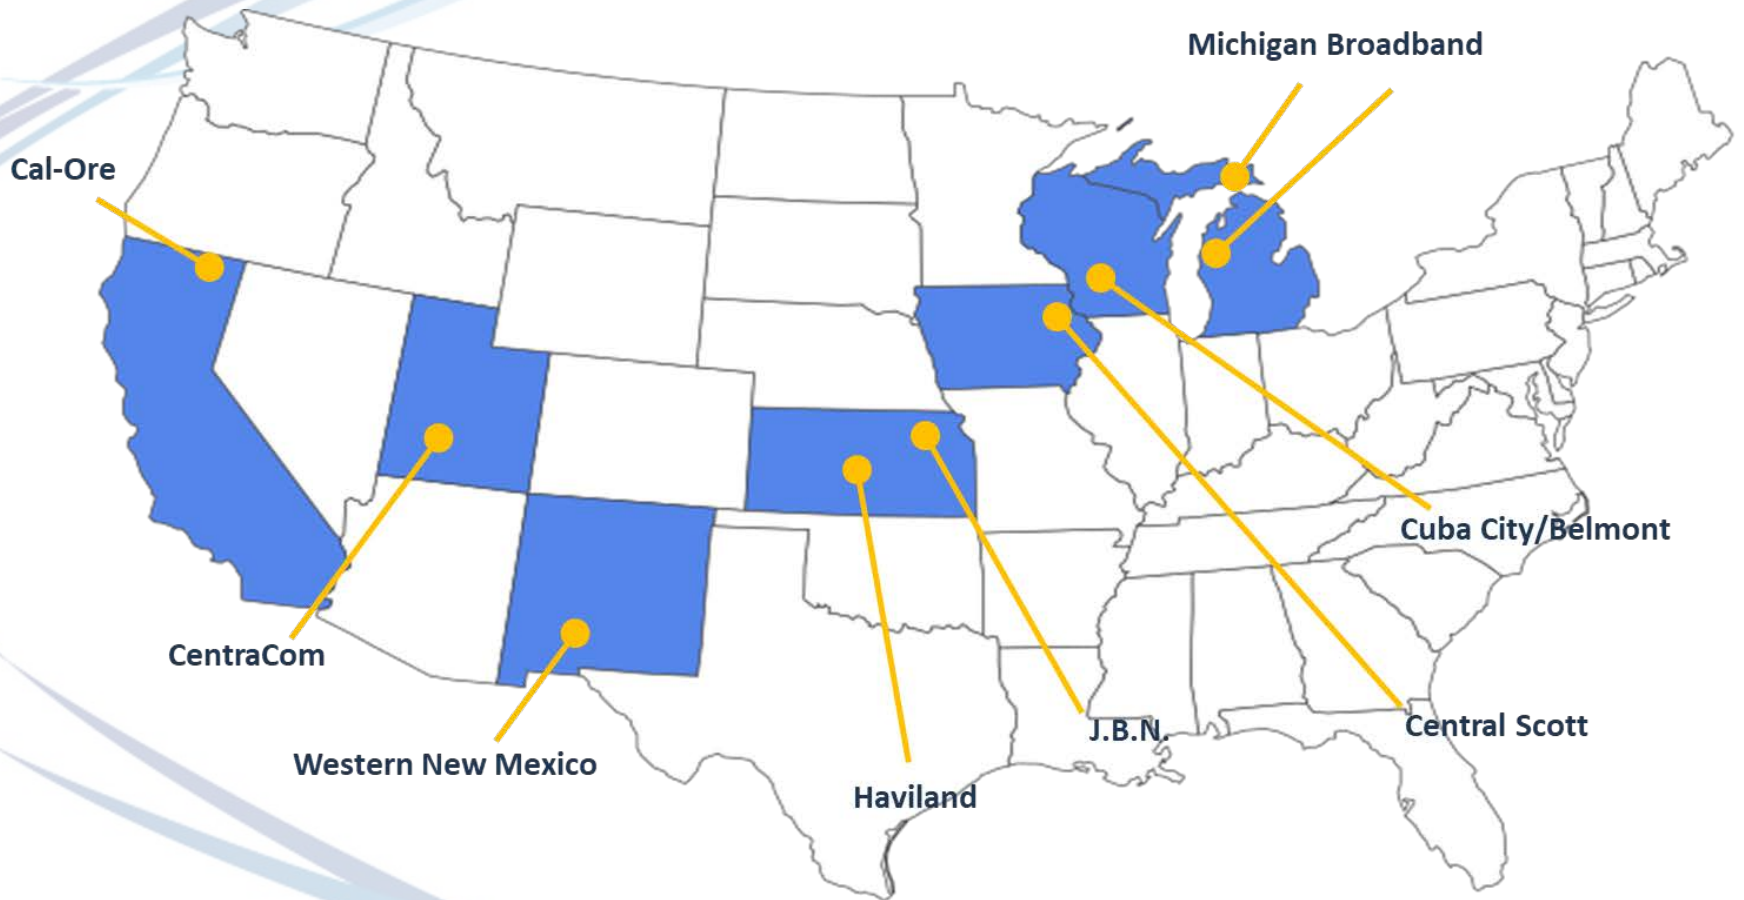 Michigan Broadband
Cal-Ore
Cuba City/Belmont
CentraCom
Central Scott
J.B.N.
Western New Mexico
Haviland